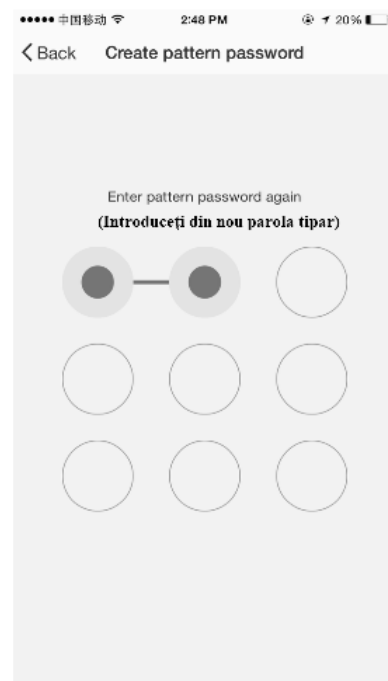 ●●●●● 中国移动 2:48 PM 20%
Back Create pattern password
Enter pattern password again
(Introduceți din nou parola tipar)